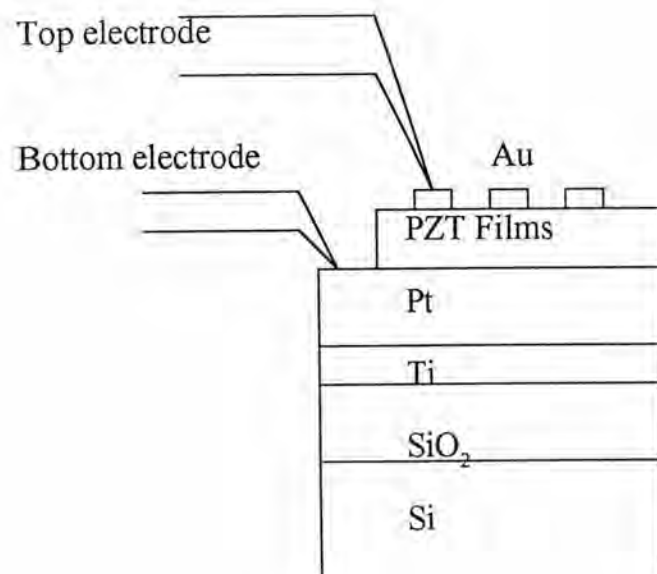 Top electrode
Bottom electrode
Au
PZT Films
Pt
Ti
SiO₂
Si